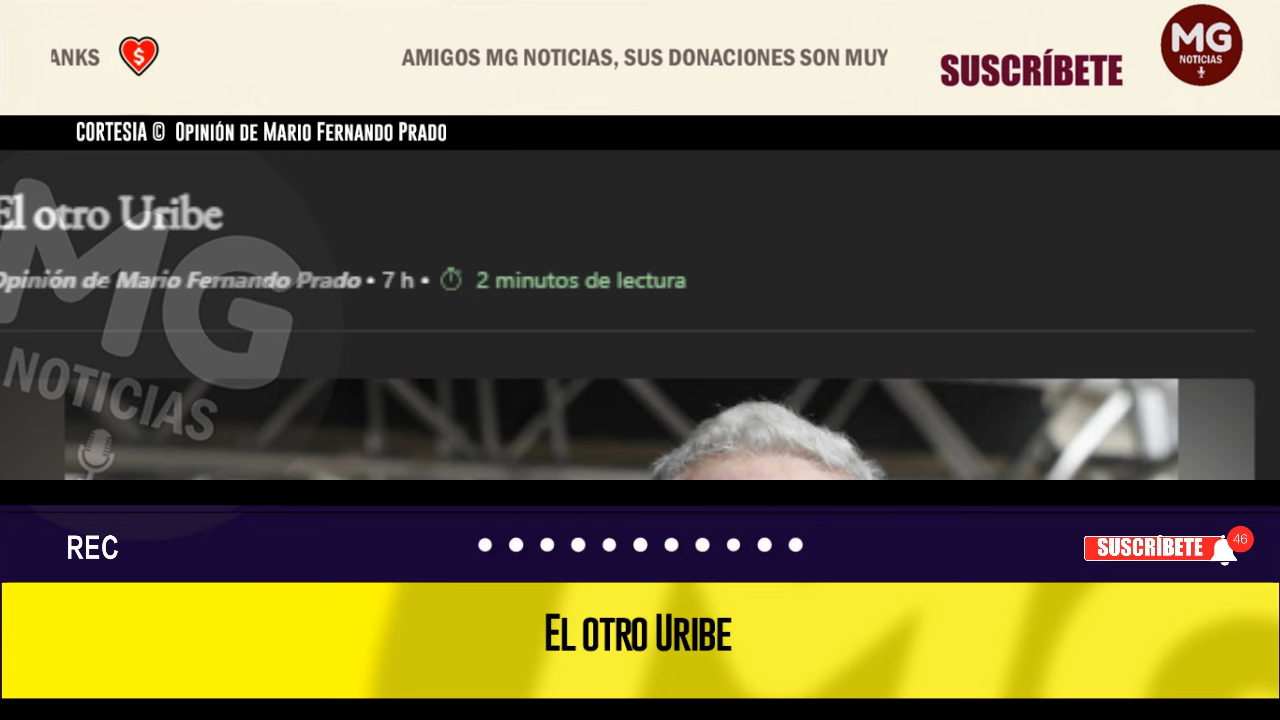 ANKS
AMIGOS MG NOTICIAS, SUS DONACIONES SON MUY
SUSCRÍBETE
MG
NOTICIAS
CORTESIA © Opinión de Mario Fernando Prado
El otro Uribe
Opinión de Mario Fernando Prado • 7 h • 2 minutos de lectura
MG
NOTICIAS
REC
SUSCRÍBETE
46
El otro Uribe